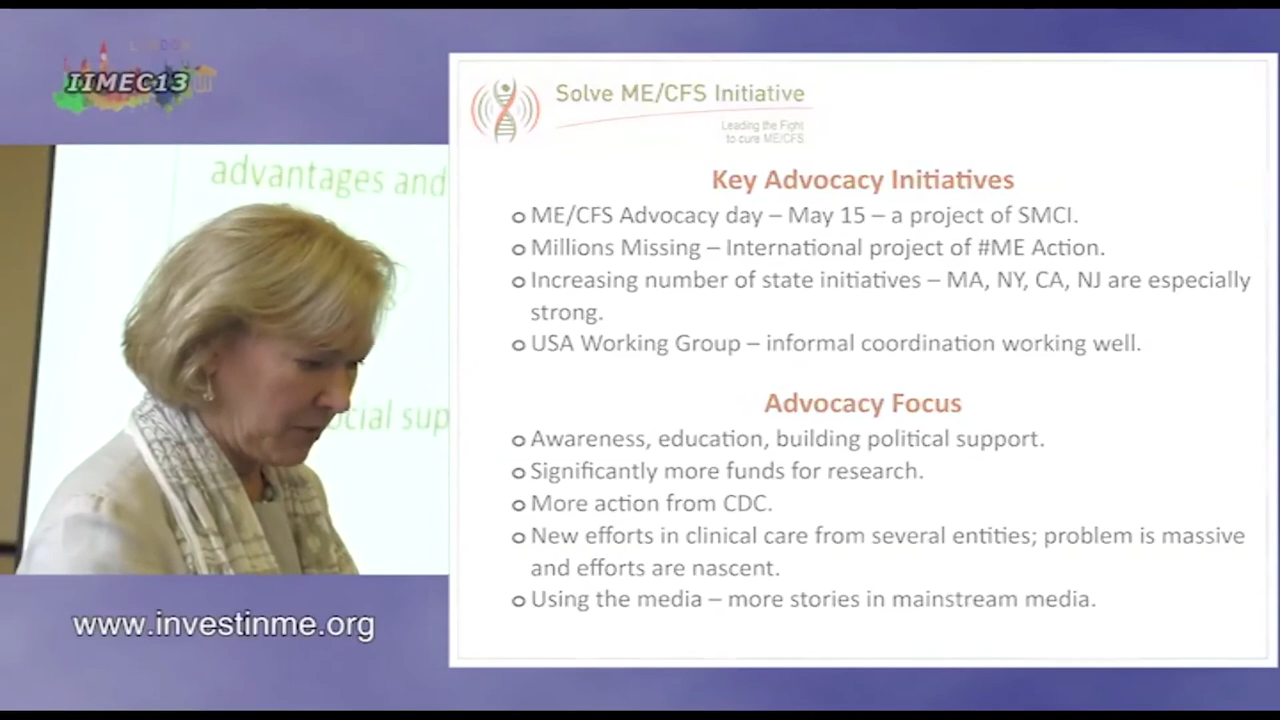 LONDON
IIMEC13
advantages and
ocial sup
www.investinme.org
Solve ME/CFS Initiative
Leading the Fight
to cure ME/CFS
Key Advocacy Initiatives
o ME/CFS Advocacy day – May 15 – a project of SMCI.
o Millions Missing – International project of #ME Action.
o Increasing number of state initiatives – MA, NY, CA, NJ are especially
strong.
o USA Working Group – informal coordination working well.
Advocacy Focus
o Awareness, education, building political support.
o Significantly more funds for research.
o More action from CDC.
o New efforts in clinical care from several entities; problem is massive
and efforts are nascent.
o Using the media – more stories in mainstream media.